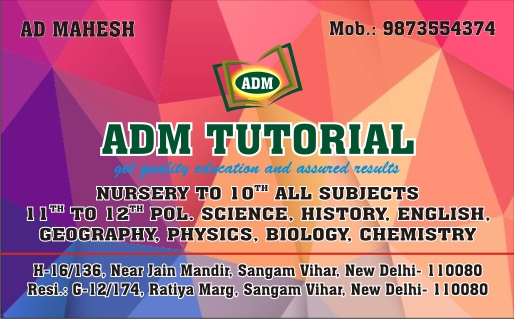 AD MAHESH
Mob.: 9873554374
ADM
ADM TUTORIAL
get quality education and assured results
NURSERY TO 10TH ALL SUBJECTS
11TH TO 12TH POL. SCIENCE, HISTORY, ENGLISH,
GEOGRAPHY, PHYSICS, BIOLOGY, CHEMISTRY
H-16/136, Near Jain Mandir, Sangam Vihar, New Delhi- 110080
Resi.: G-12/174, Ratiya Marg, Sangam Vihar, New Delhi- 110080